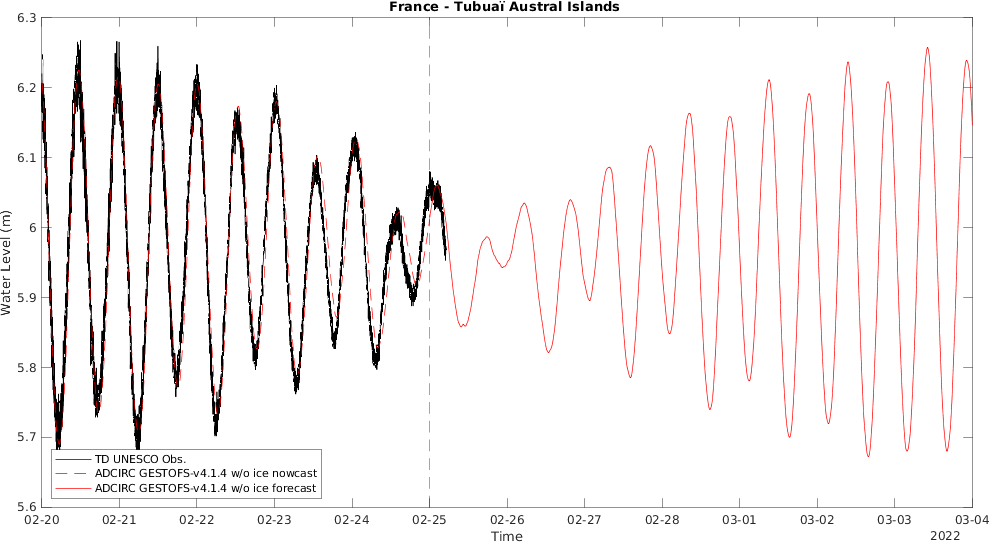 France - Tubuaï Austral Islands
Water Level (m)
6.3
6.2
6.1
6
5.9
5.8
5.7
5.6
TD UNESCO Obs.
ADCIRC GESTOFS-v4.1.4 w/o ice nowcast
ADCIRC GESTOFS-v4.1.4 w/o ice forecast
02-20 02-21 02-22 02-23 02-24 02-25 02-26 02-27 02-28 03-01 03-02 03-03 03-04
Time
2022